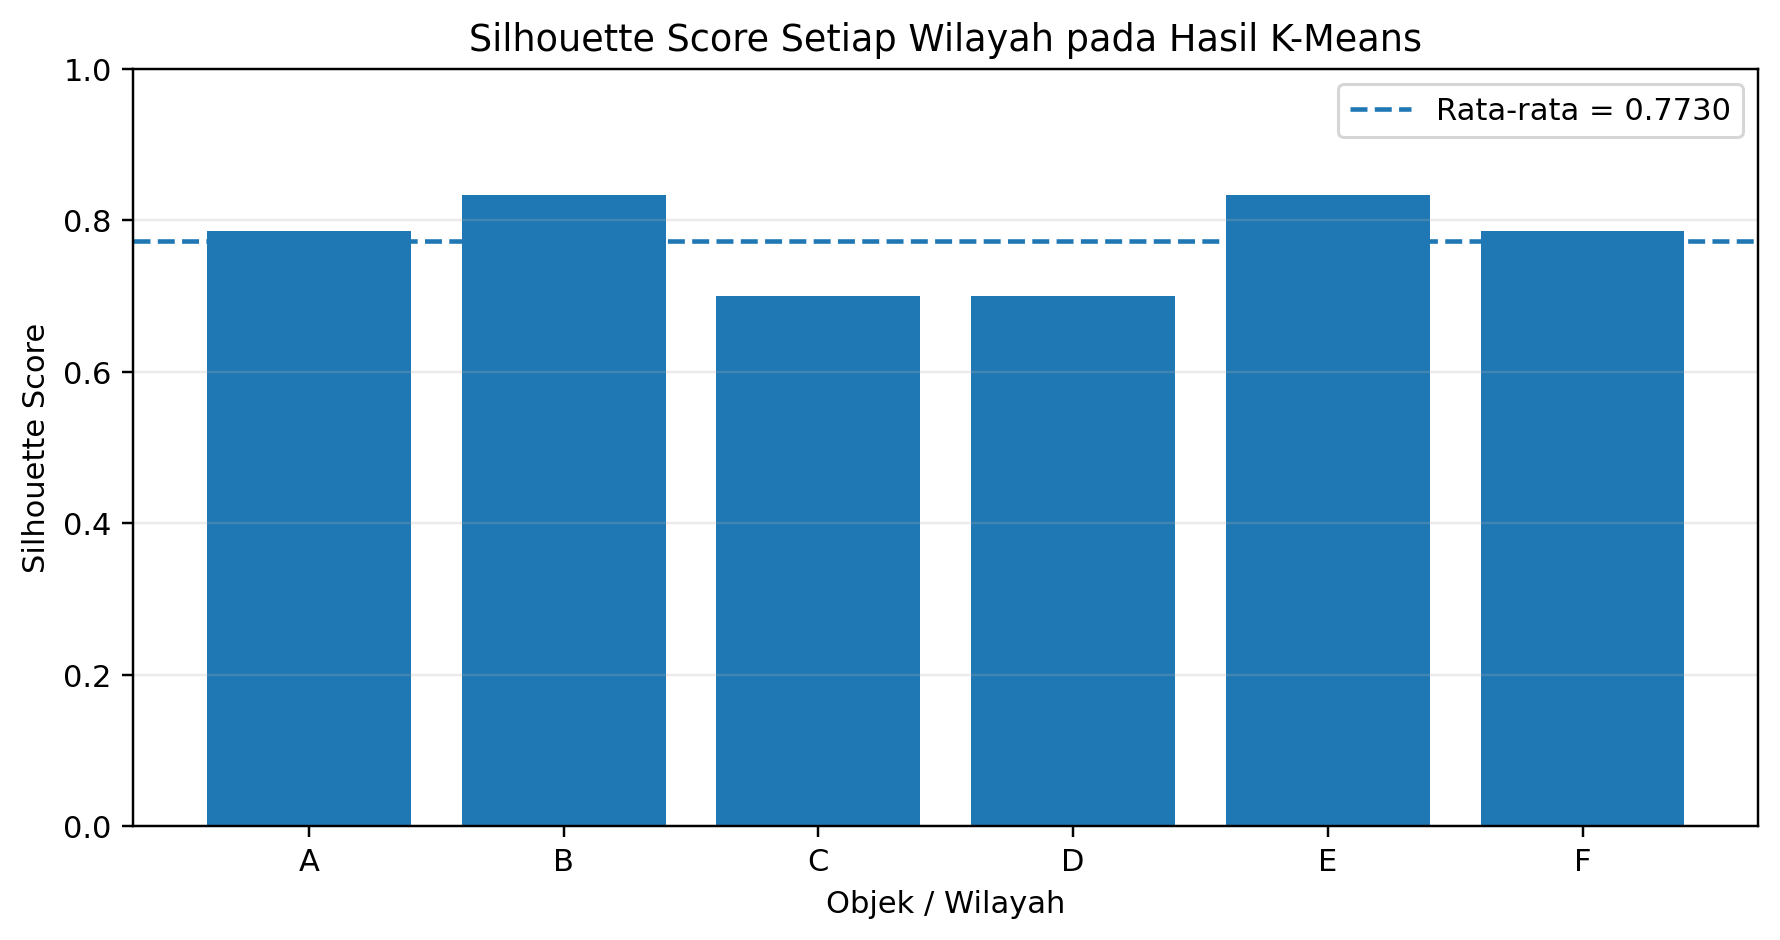 Silhouette Score Setiap Wilayah pada Hasil K-Means
Rata-rata = 0.7730
Silhouette Score
1.0
0.8
0.6
0.4
0.2
0.0
A B C D E F
Objek / Wilayah